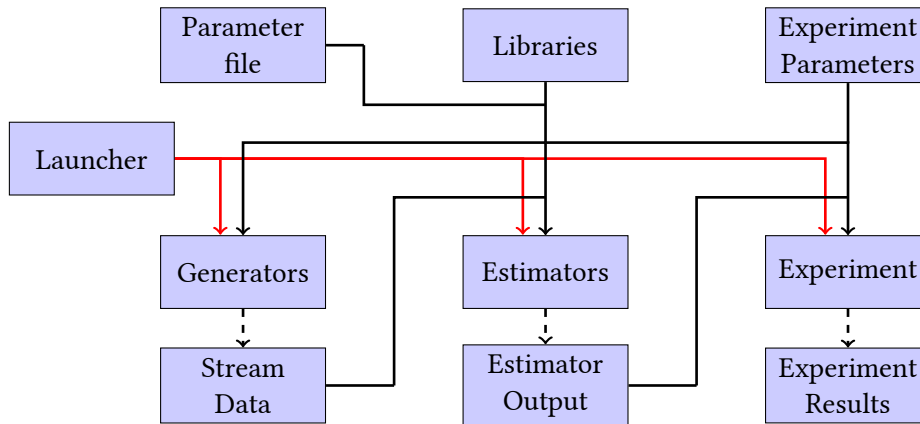 Parameter
file
Libraries
Experiment
Parameters
Launcher
Generators
Estimators
Experiment
Stream
Data
Estimator
Output
Experiment
Results